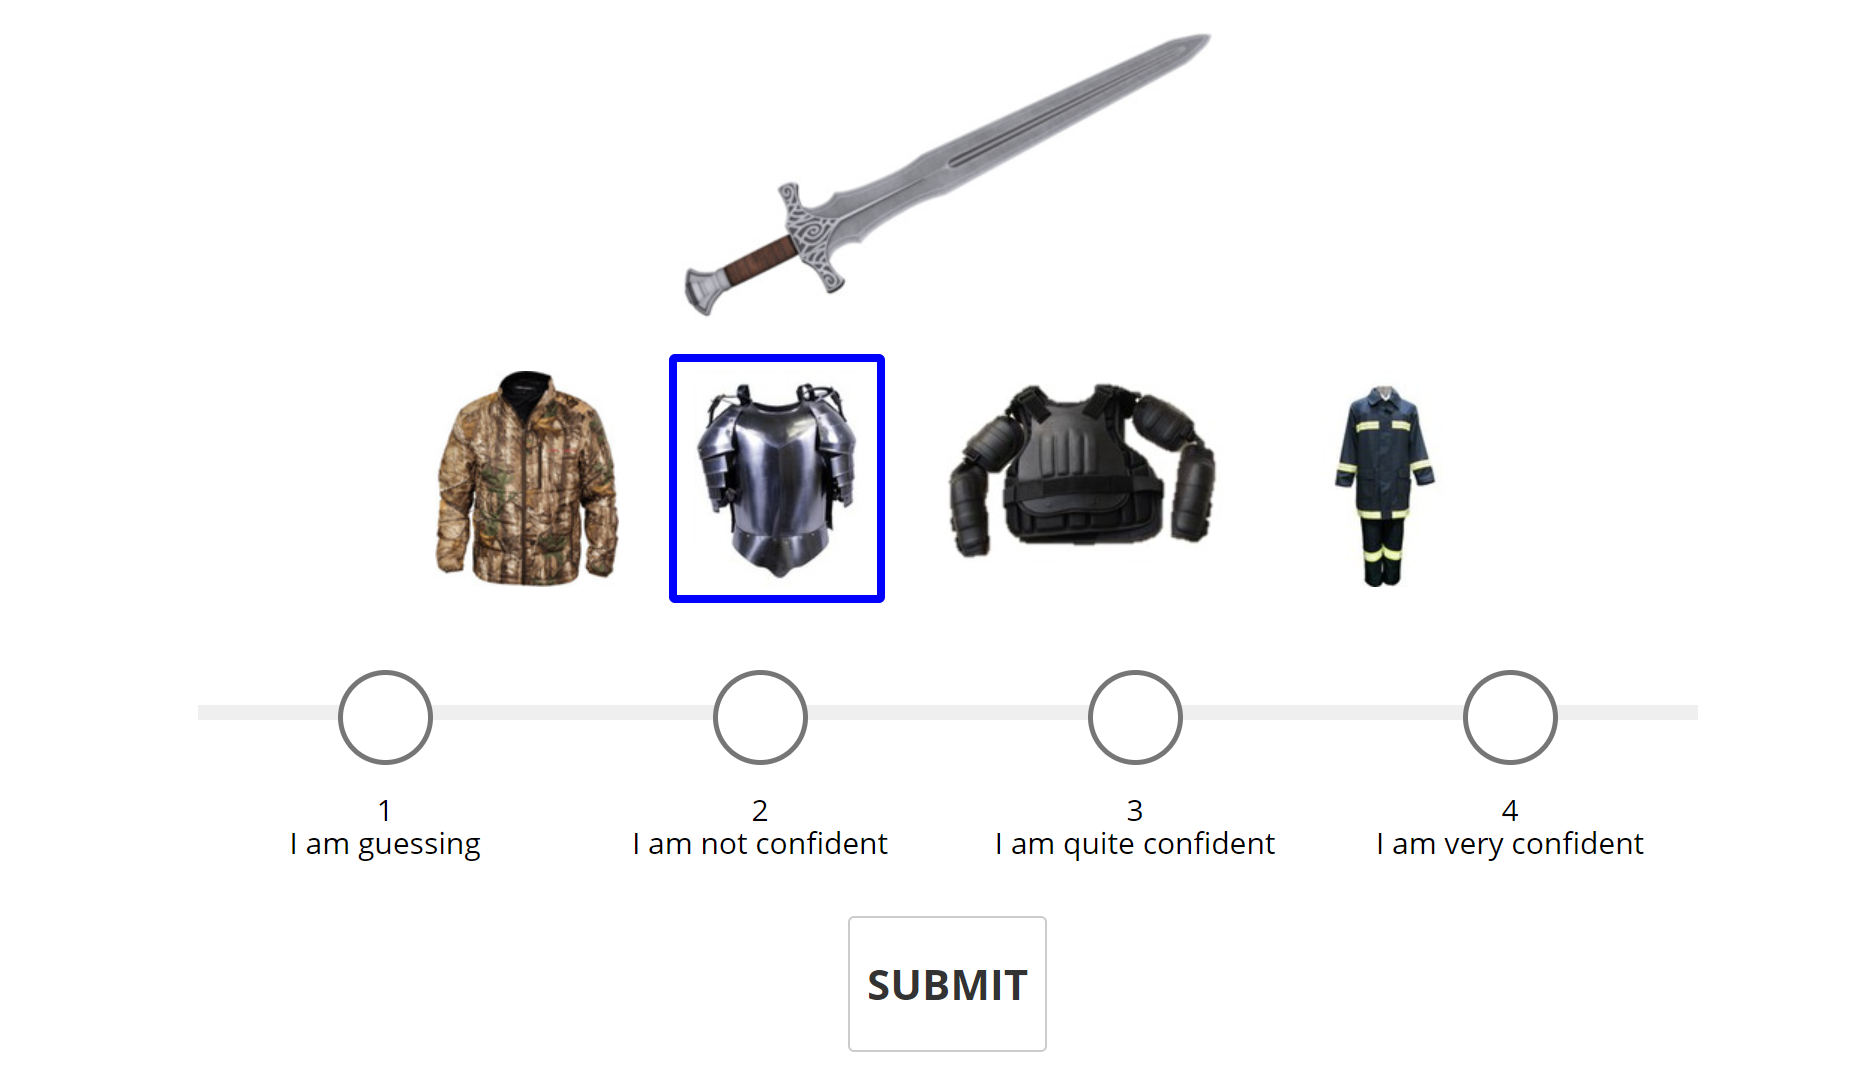 1
I am guessing
2
I am not confident
3
I am quite confident
4
I am very confident
SUBMIT